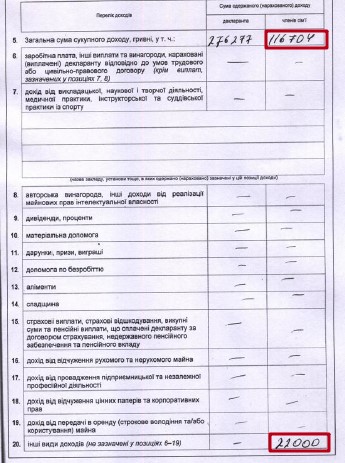 Перелік доходів
Сума одержаного (нарахованого) доходу
декларанта
членів сім'ї
5. Загальна сума сукупного доходу, гривні, у т. ч.: 276277 116704
6. заробітна плата, інші виплати та винагороди, нараховані
(виплачені) декларанту відповідно до умов трудового
або цивільно-правового договору (крім виплат,
зазначених у позиціях 7, 8) — —
7. дохід від викладацької, наукової і творчої діяльності,
медичної практики, інструкторської та суддівської
практики із спорту — —
(назва закладу, установи тощо, в яких одержано (нараховано) зазначені у цій позиції доходи)
8. авторська винагорода, інші доходи від реалізації
майнових прав інтелектуальної власності — —
9. дивіденди, проценти — —
10. матеріальна допомога — —
11. дарунки, призи, виграші — —
12. допомога по безробіттю — —
13. аліменти — —
14. спадщина — —
15. страхові виплати, страхові відшкодування, викупні
суми та пенсійні виплати, що сплачені декларанту за
договором страхування, недержавного пенсійного
забезпечення та пенсійного вкладу — —
16. дохід від відчуження рухомого та нерухомого майна — —
17. дохід від провадження підприємницької та незалежної
професійної діяльності — —
18. дохід від відчуження цінних паперів та корпоративних
прав — —
19. дохід від передачі в оренду (строкове володіння та/або
користування) майна — —
20. інші види доходів (не зазначені у позиціях 6–19) — 22000